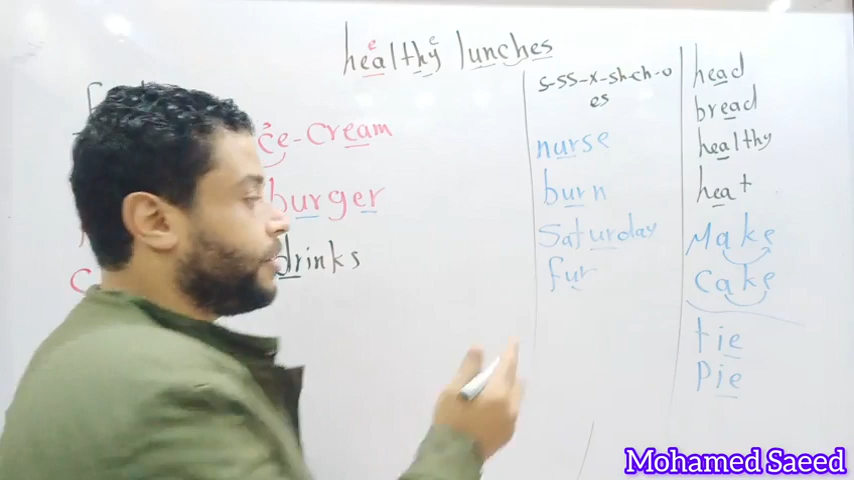 healthy lunches
ce-cream
burger
drinks
s-ss-x-sh-ch-o
es
nurse
burn
Saturday
fur
head
bread
healthy
heat
Make
cake
tie
pie
Mohamed Saeed